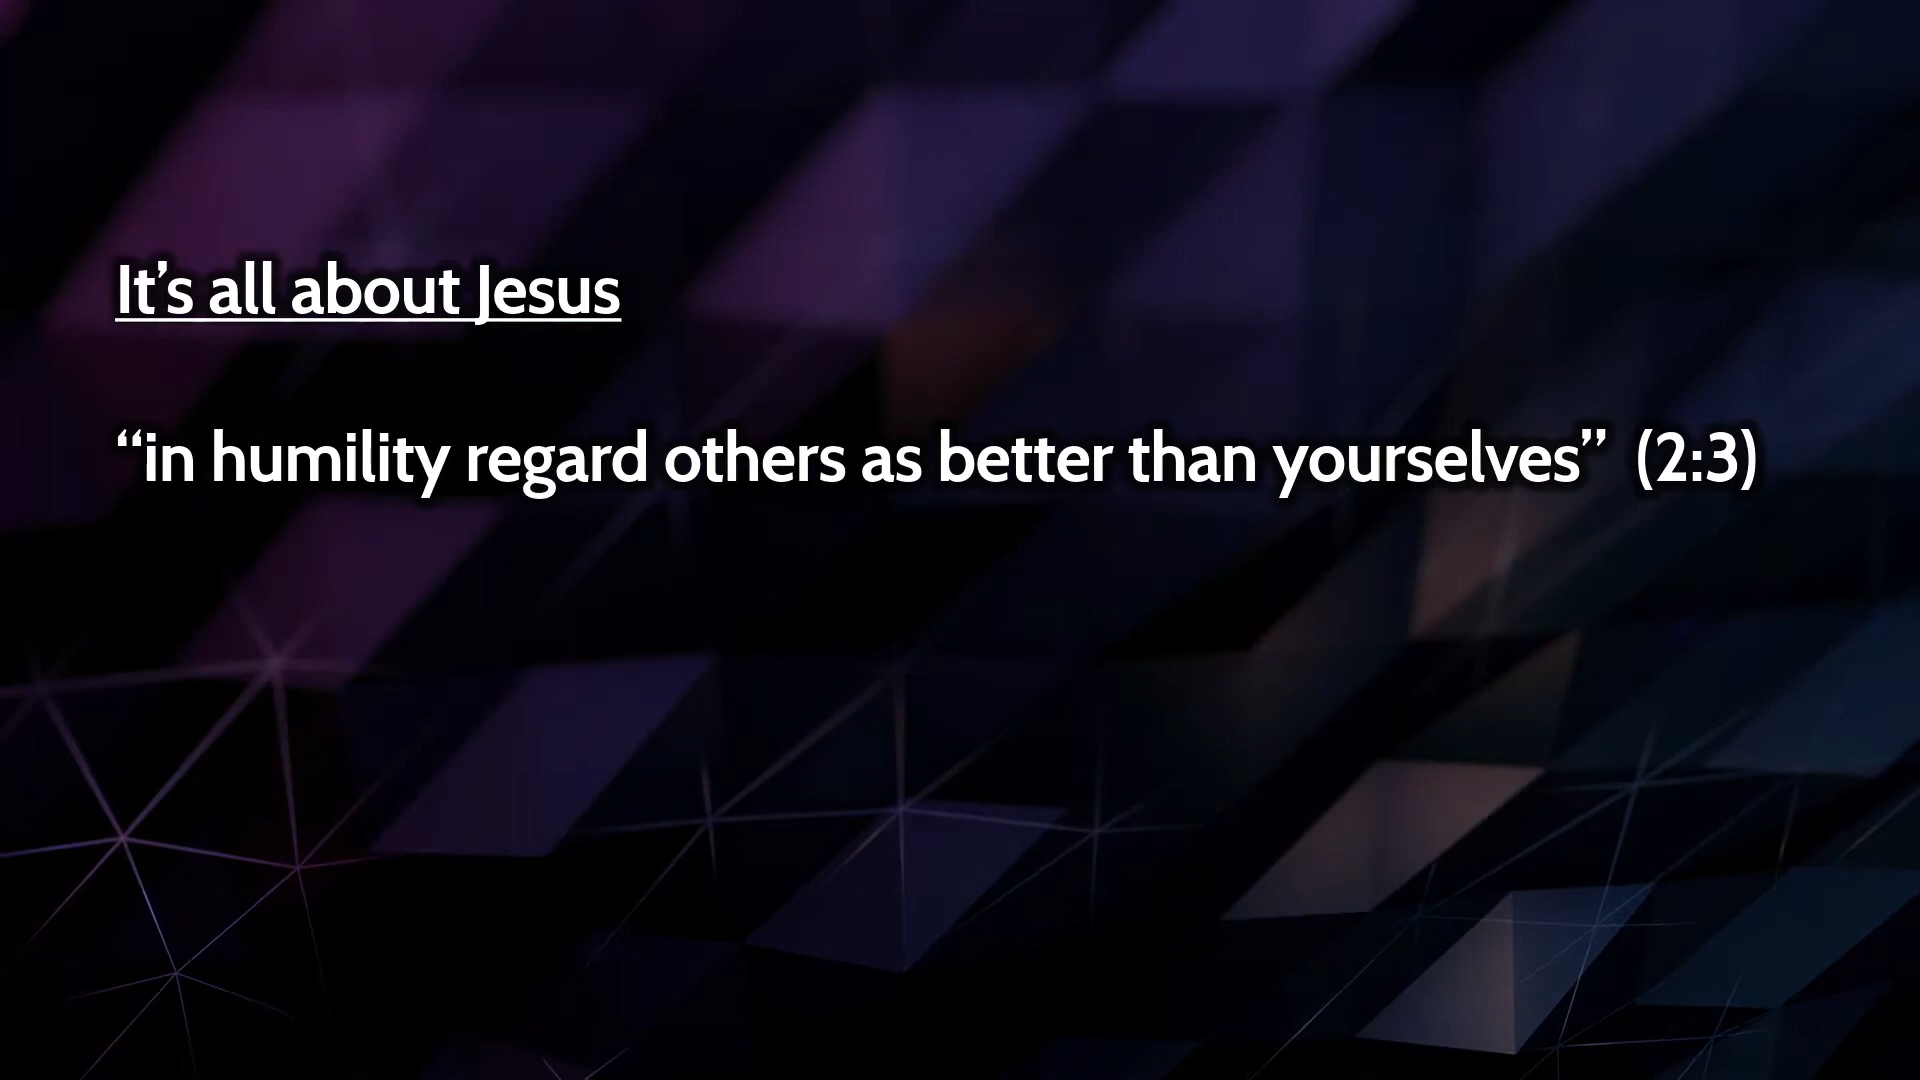 It’s all about Jesus
“in humility regard others as better than yourselves” (2:3)